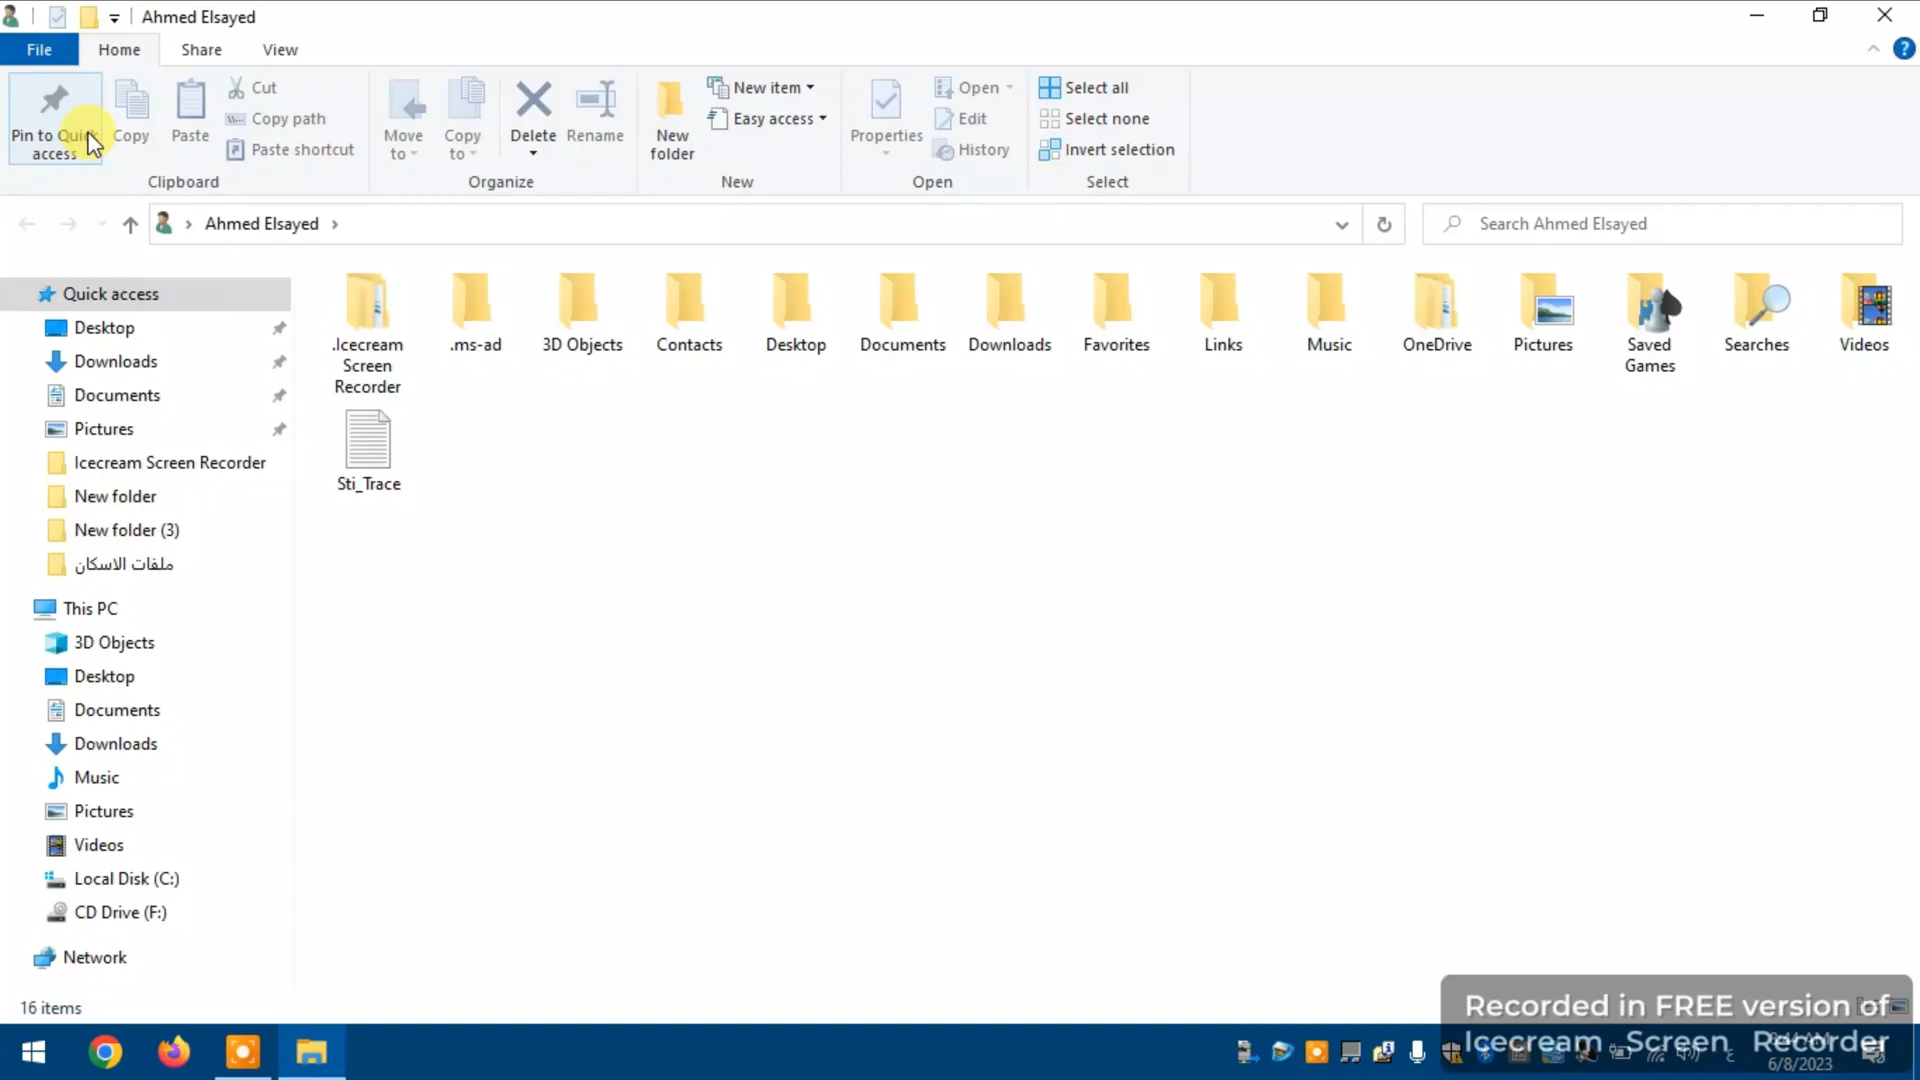 Ahmed Elsayed
File Home Share View
Pin to Quick access
Copy
Paste
Cut
Copy path
Paste shortcut
Clipboard
Move to
Copy to
Delete
Rename
Organize
New folder
New item
Easy access
New
Properties
Open
Edit
History
Open
Select all
Select none
Invert selection
Select
Ahmed Elsayed
Search Ahmed Elsayed
Quick access
Desktop
Downloads
Documents
Pictures
Icecream Screen Recorder
New folder
New folder (3)
ملفات الاسكان
This PC
3D Objects
Desktop
Documents
Downloads
Music
Pictures
Videos
Local Disk (C:)
CD Drive (F:)
Network
.Icecream
Screen
Recorder
.ms-ad
3D Objects
Contacts
Desktop
Documents
Downloads
Favorites
Links
Music
OneDrive
Pictures
Saved
Games
Searches
Videos
Sti_Trace
16 items
Recorded in FREE version of
Icecream Screen Recorder
6/8/2023